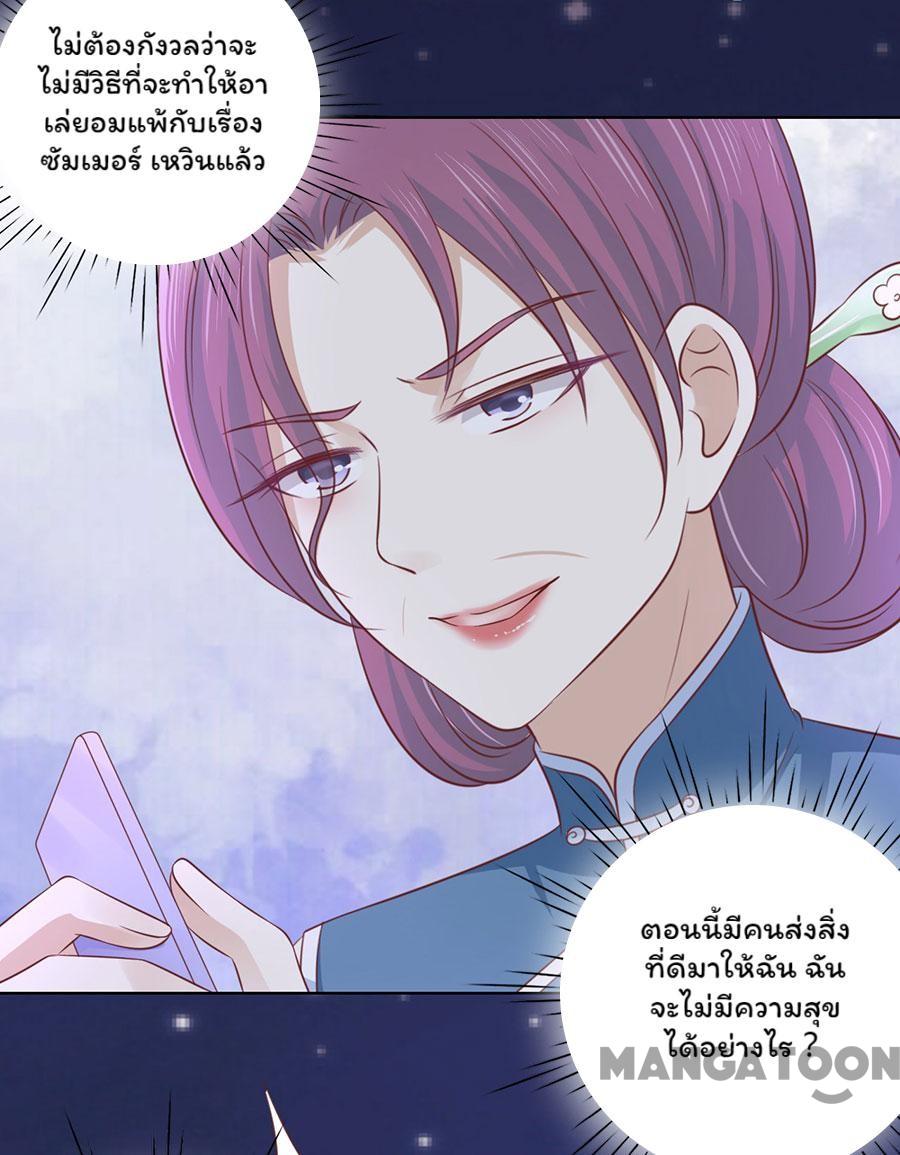 ไม่ต้องกังวลว่าจะ
ไม่มีวิธีที่จะทำให้อา
เล่ยอมแพ้กับเรื่อง
ซัมเมอร์ เหวินแล้ว
ตอนนี้มีคนส่งสิ่ง
ที่ดีมาให้ฉัน ฉัน
จะไม่มีความสุข
ได้อย่างไร ?
MANGATOON